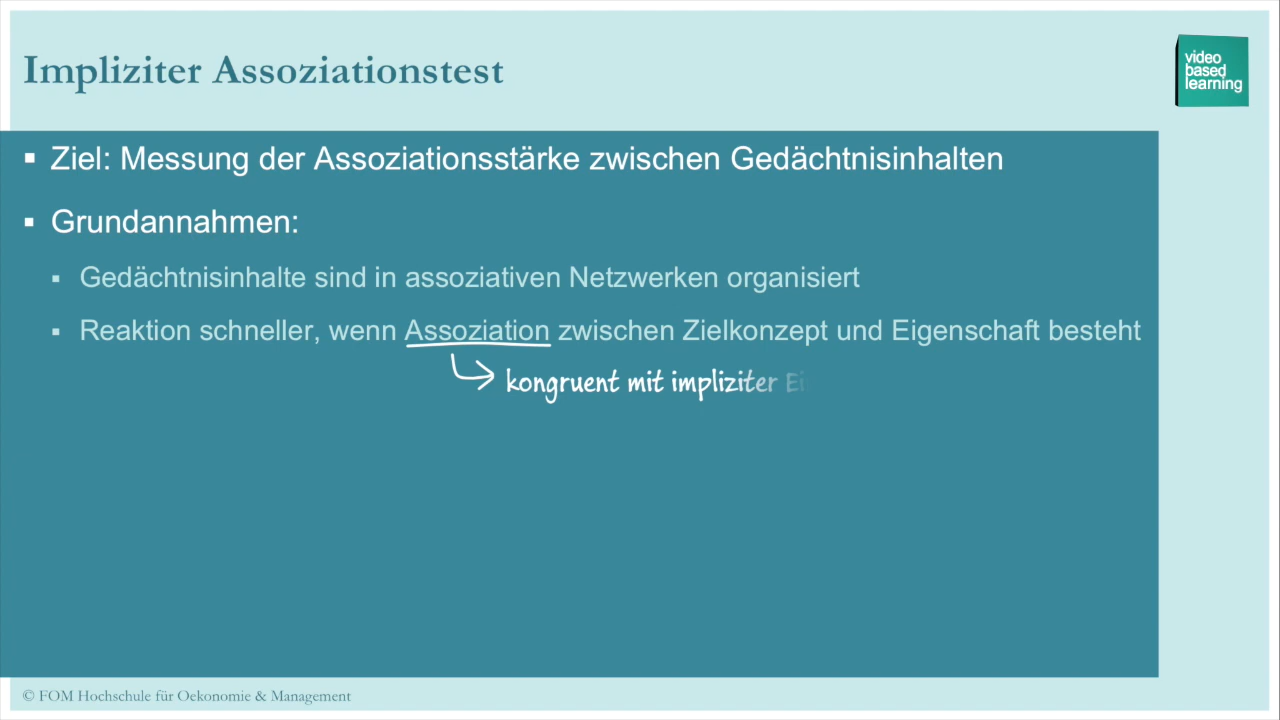 Impliziter Assoziationstest
video
based
learning
Ziel: Messung der Assoziationsstärke zwischen Gedächtnisinhalten
Grundannahmen:
Gedächtnisinhalte sind in assoziativen Netzwerken organisiert
Reaktion schneller, wenn Assoziation zwischen Zielkonzept und Eigenschaft besteht
kongruent mit impliziter
© FOM Hochschule für Oekonomie & Management